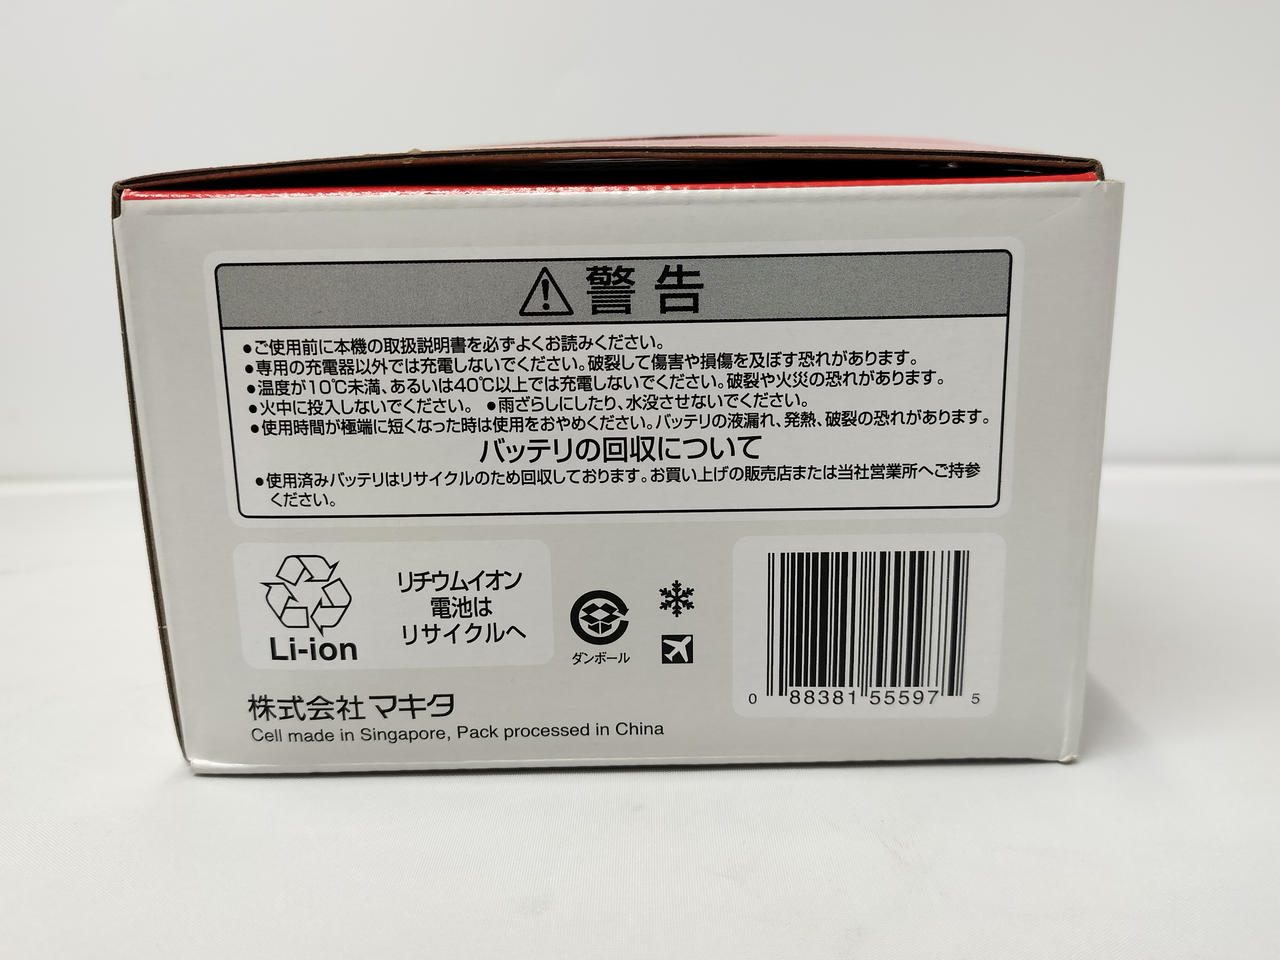 警告
●ご使用前に本機の取扱説明書を必ずよくお読みください。
●専用の充電器以外では充電しないでください。破裂して傷害や損傷を及ぼす恐れがあります。
●温度が10℃未満、あるいは40℃以上では充電しないでください。破裂や火災の恐れがあります。
●火中に投入しないでください。 ●雨ざらしにしたり、水没させないでください。
●使用時間が極端に短くなった時は使用をおやめください。バッテリの液漏れ、発熱、破裂の恐れがあります。
バッテリの回収について
●使用済みバッテリはリサイクルのため回収しております。お買い上げの販売店または当社営業所へご持参
ください。
リチウムイオン
電池は
リサイクルへ
Li-ion
ダンボール
0 88381 55597 5
株式会社マキタ
Cell made in Singapore, Pack processed in China